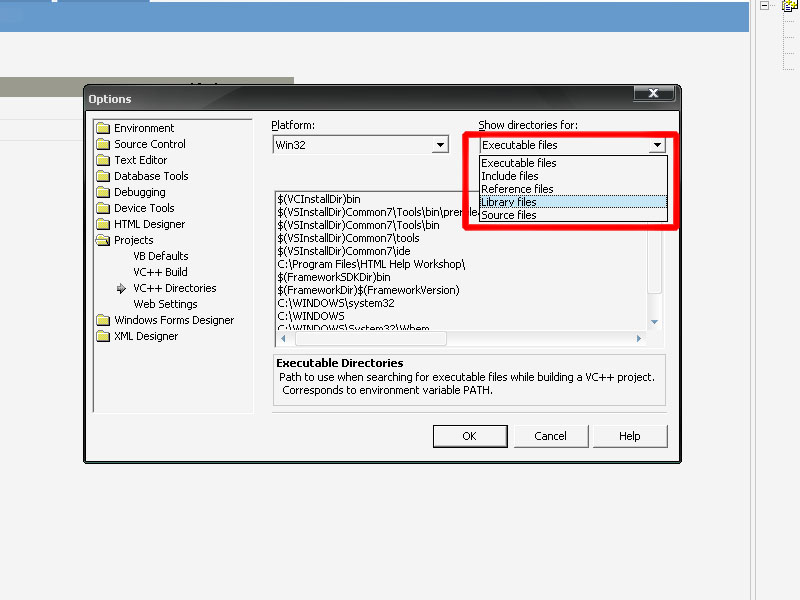 Options
Environment
Source Control
Text Editor
Database Tools
Debugging
Device Tools
HTML Designer
Projects
VB Defaults
VC++ Build
VC++ Directories
Web Settings
Windows Forms Designer
XML Designer
Platform:
Win32
Show directories for:
Executable files
Executable files
Include files
Reference files
Library files
Source files
$(VCInstallDir)bin
$(VSInstallDir)Common7\Tools\bin\prerelea
$(VSInstallDir)Common7\Tools\bin
$(VSInstallDir)Common7\tools
$(VSInstallDir)Common7\ide
C:\Program Files\HTML Help Workshop\
$(FrameworkSDKDir)bin
$(FrameworkDir)$(FrameworkVersion)
C:\WINDOWS\system32
C:\WINDOWS
C:\WINDOWS\System32\Wbem
Executable Directories
Path to use when searching for executable files while building a VC++ project.
Corresponds to environment variable PATH.
OK
Cancel
Help